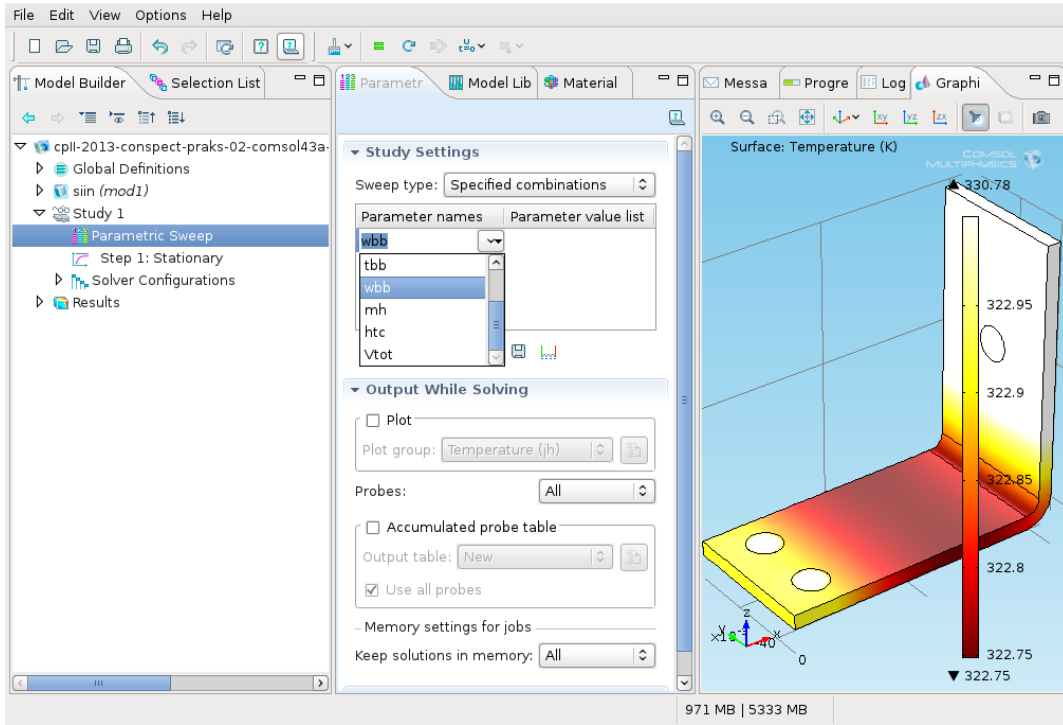 File Edit View Options Help
Model Builder Selection List
cpII-2013-conspect-praks-02-comsol43a-
Global Definitions
siin (mod1)
Study 1
Parametric Sweep
Step 1: Stationary
Solver Configurations
Results
Parametr Model Lib Material
Study Settings
Sweep type: Specified combinations
Parameter names Parameter value list
wbb
tbb
wbb
mh
htc
Vtot
Output While Solving
Plot
Plot group: Temperature (jh)
Probes: All
Accumulated probe table
Output table: New
Use all probes
Memory settings for jobs
Keep solutions in memory: All
Messa Progre Log Graphi
xy yz zx
Surface: Temperature (K)
COMSOL
MULTIPHYSICS
330.78
322.95
322.9
322.85
322.8
322.75
322.75
z
y x
-40
0
971 MB | 5333 MB